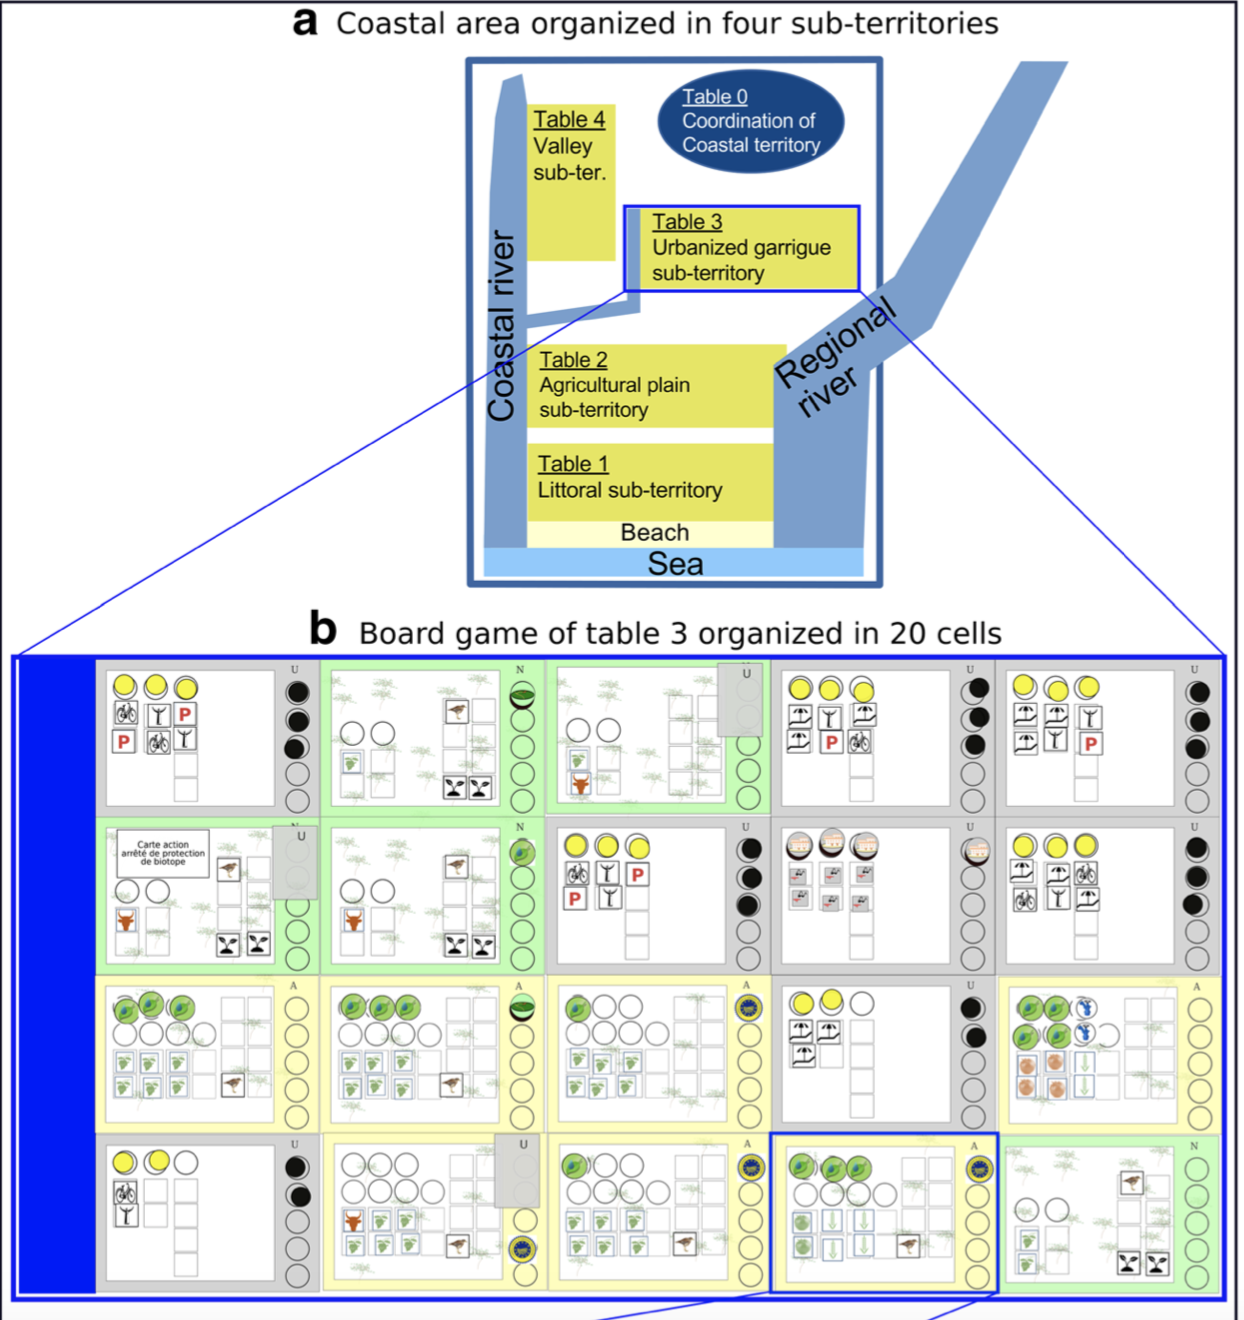 a Coastal area organized in four sub-territories
Table 0
Coordination of
Coastal territory
Table 4
Valley
sub-ter.
Table 3
Urbanized garrigue
sub-territory
Coastal river
Regional
river
Table 2
Agricultural plain
sub-territory
Table 1
Littoral sub-territory
Beach
Sea
b Board game of table 3 organized in 20 cells
U
N
U
U
U
P
P
P
P
N
U
N
U
U
U
Carte action
arrêté de protection
de biotope
P
P
A
A
A
U
A
U
U
A
A
N